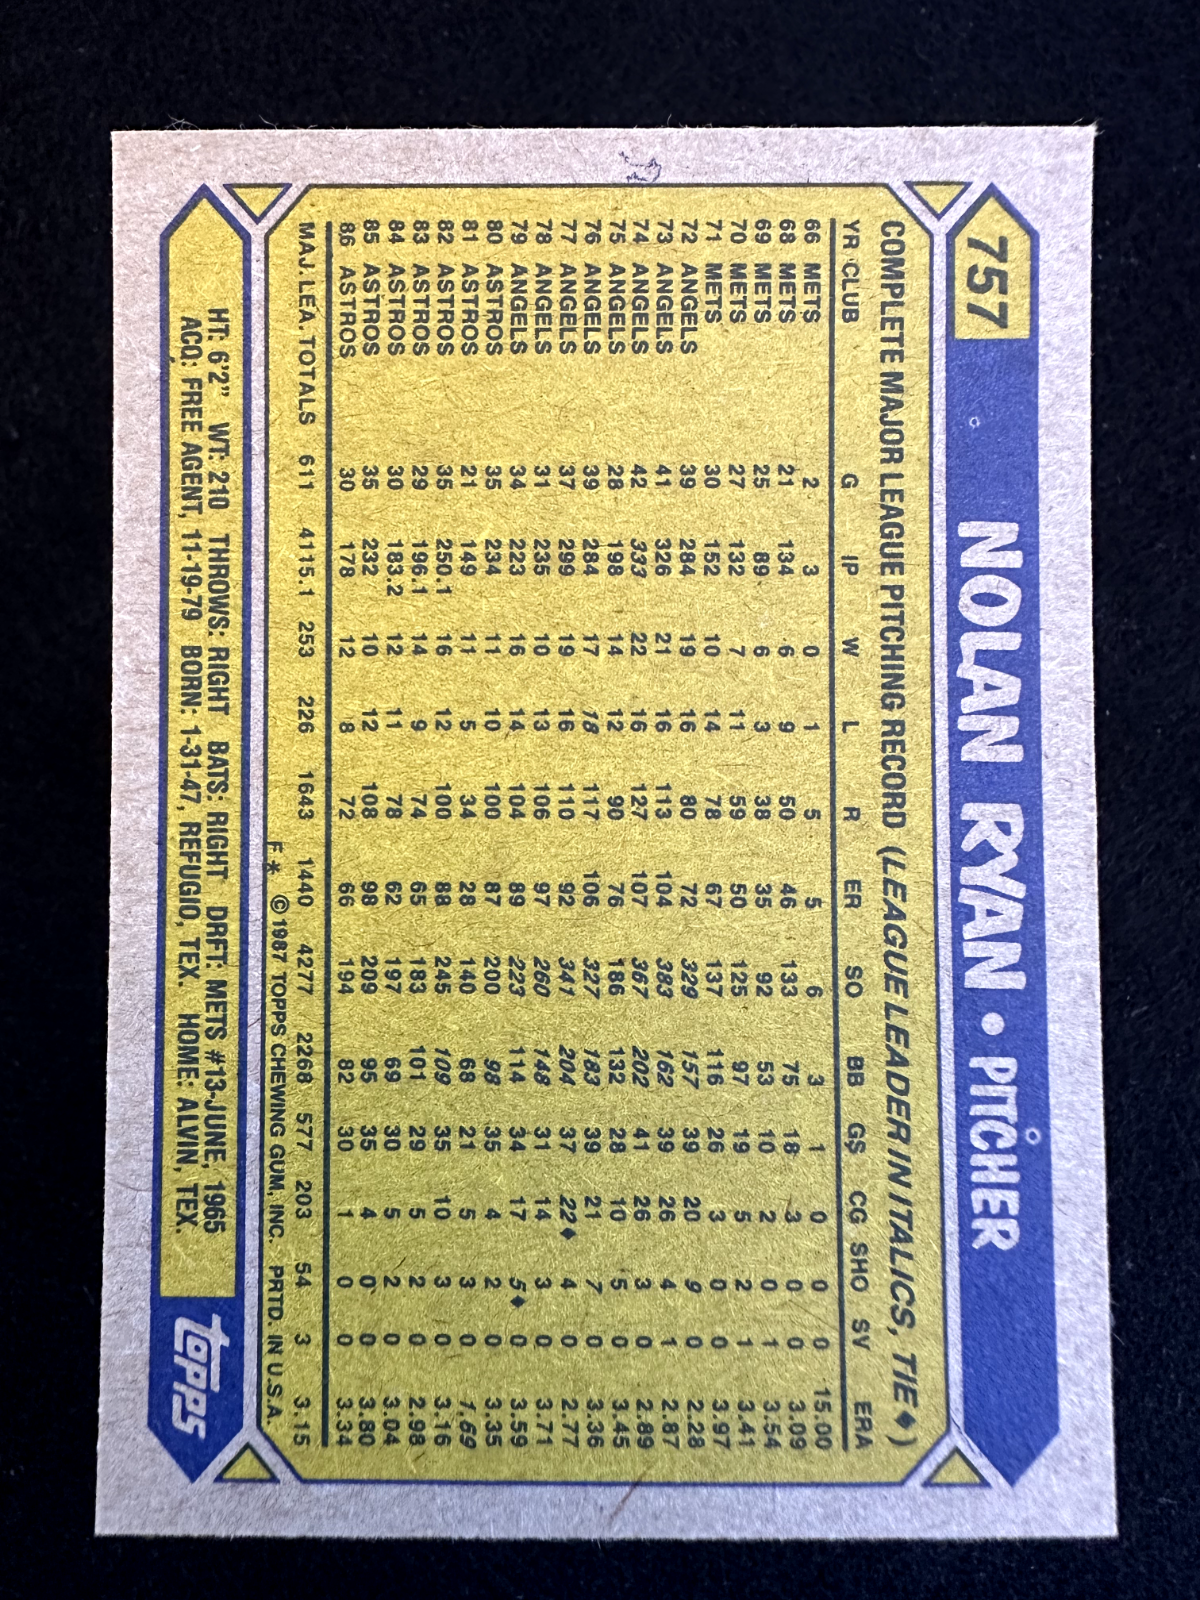 757 NOLAN RYAN • PITCHER
COMPLETE MAJOR LEAGUE PITCHING RECORD (LEAGUE LEADER IN ITALICS, TIE♦)
YR CLUB G IP W L R ER SO BB GS CG SHO SV ERA
66 METS 2 3 0 1 5 5 6 3 1 0 0 0 15.00
68 METS 21 134 6 9 50 46 133 75 18 3 0 0 3.09
69 METS 25 89 6 3 38 35 92 53 10 2 0 1 3.54
70 METS 27 132 7 11 59 50 125 97 19 5 2 1 3.41
71 METS 30 152 10 14 78 67 137 116 26 3 0 0 3.97
72 ANGELS 39 284 19 16 80 72 329 157 39 20 9 0 2.28
73 ANGELS 41 326 21 16 113 104 383 162 39 26 4 1 2.87
74 ANGELS 42 333 22 16 127 107 367 202 41 26 3 0 2.89
75 ANGELS 28 198 14 12 90 76 186 132 28 10 5 0 3.45
76 ANGELS 39 284 17 18 117 106 327 183 39 21 7 0 3.36
77 ANGELS 37 299 19 16 110 92 341 204 37 22♦ 4 0 2.77
78 ANGELS 31 235 10 13 106 97 260 148 31 14 3 0 3.71
79 ANGELS 34 223 16 14 104 89 223 114 34 17 5♦ 0 3.59
80 ASTROS 35 234 11 10 100 87 200 98 35 4 2 0 3.35
81 ASTROS 21 149 11 5 34 28 140 68 21 5 3 0 1.69
82 ASTROS 35 250.1 16 12 100 88 245 109 35 10 3 0 3.16
83 ASTROS 29 196.1 14 9 74 65 183 101 29 5 2 0 2.98
84 ASTROS 30 183.2 12 11 78 62 197 69 30 5 2 0 3.04
85 ASTROS 35 232 10 12 108 98 209 95 35 4 0 0 3.80
86 ASTROS 30 178 12 8 72 66 194 82 30 1 0 0 3.34
MAJ. LEA. TOTALS 611 4115.1 253 226 1643 1440 4277 2268 577 203 54 3 3.15
F* © 1987 TOPPS CHEWING GUM, INC. PRTD. IN U.S.A.
HT: 6'2" WT: 210 THROWS: RIGHT BATS: RIGHT DRFT: METS #13-JUNE, 1965
ACQ: FREE AGENT, 11-19-79 BORN: 1-31-47, REFUGIO, TEX. HOME: ALVIN, TEX.
topps